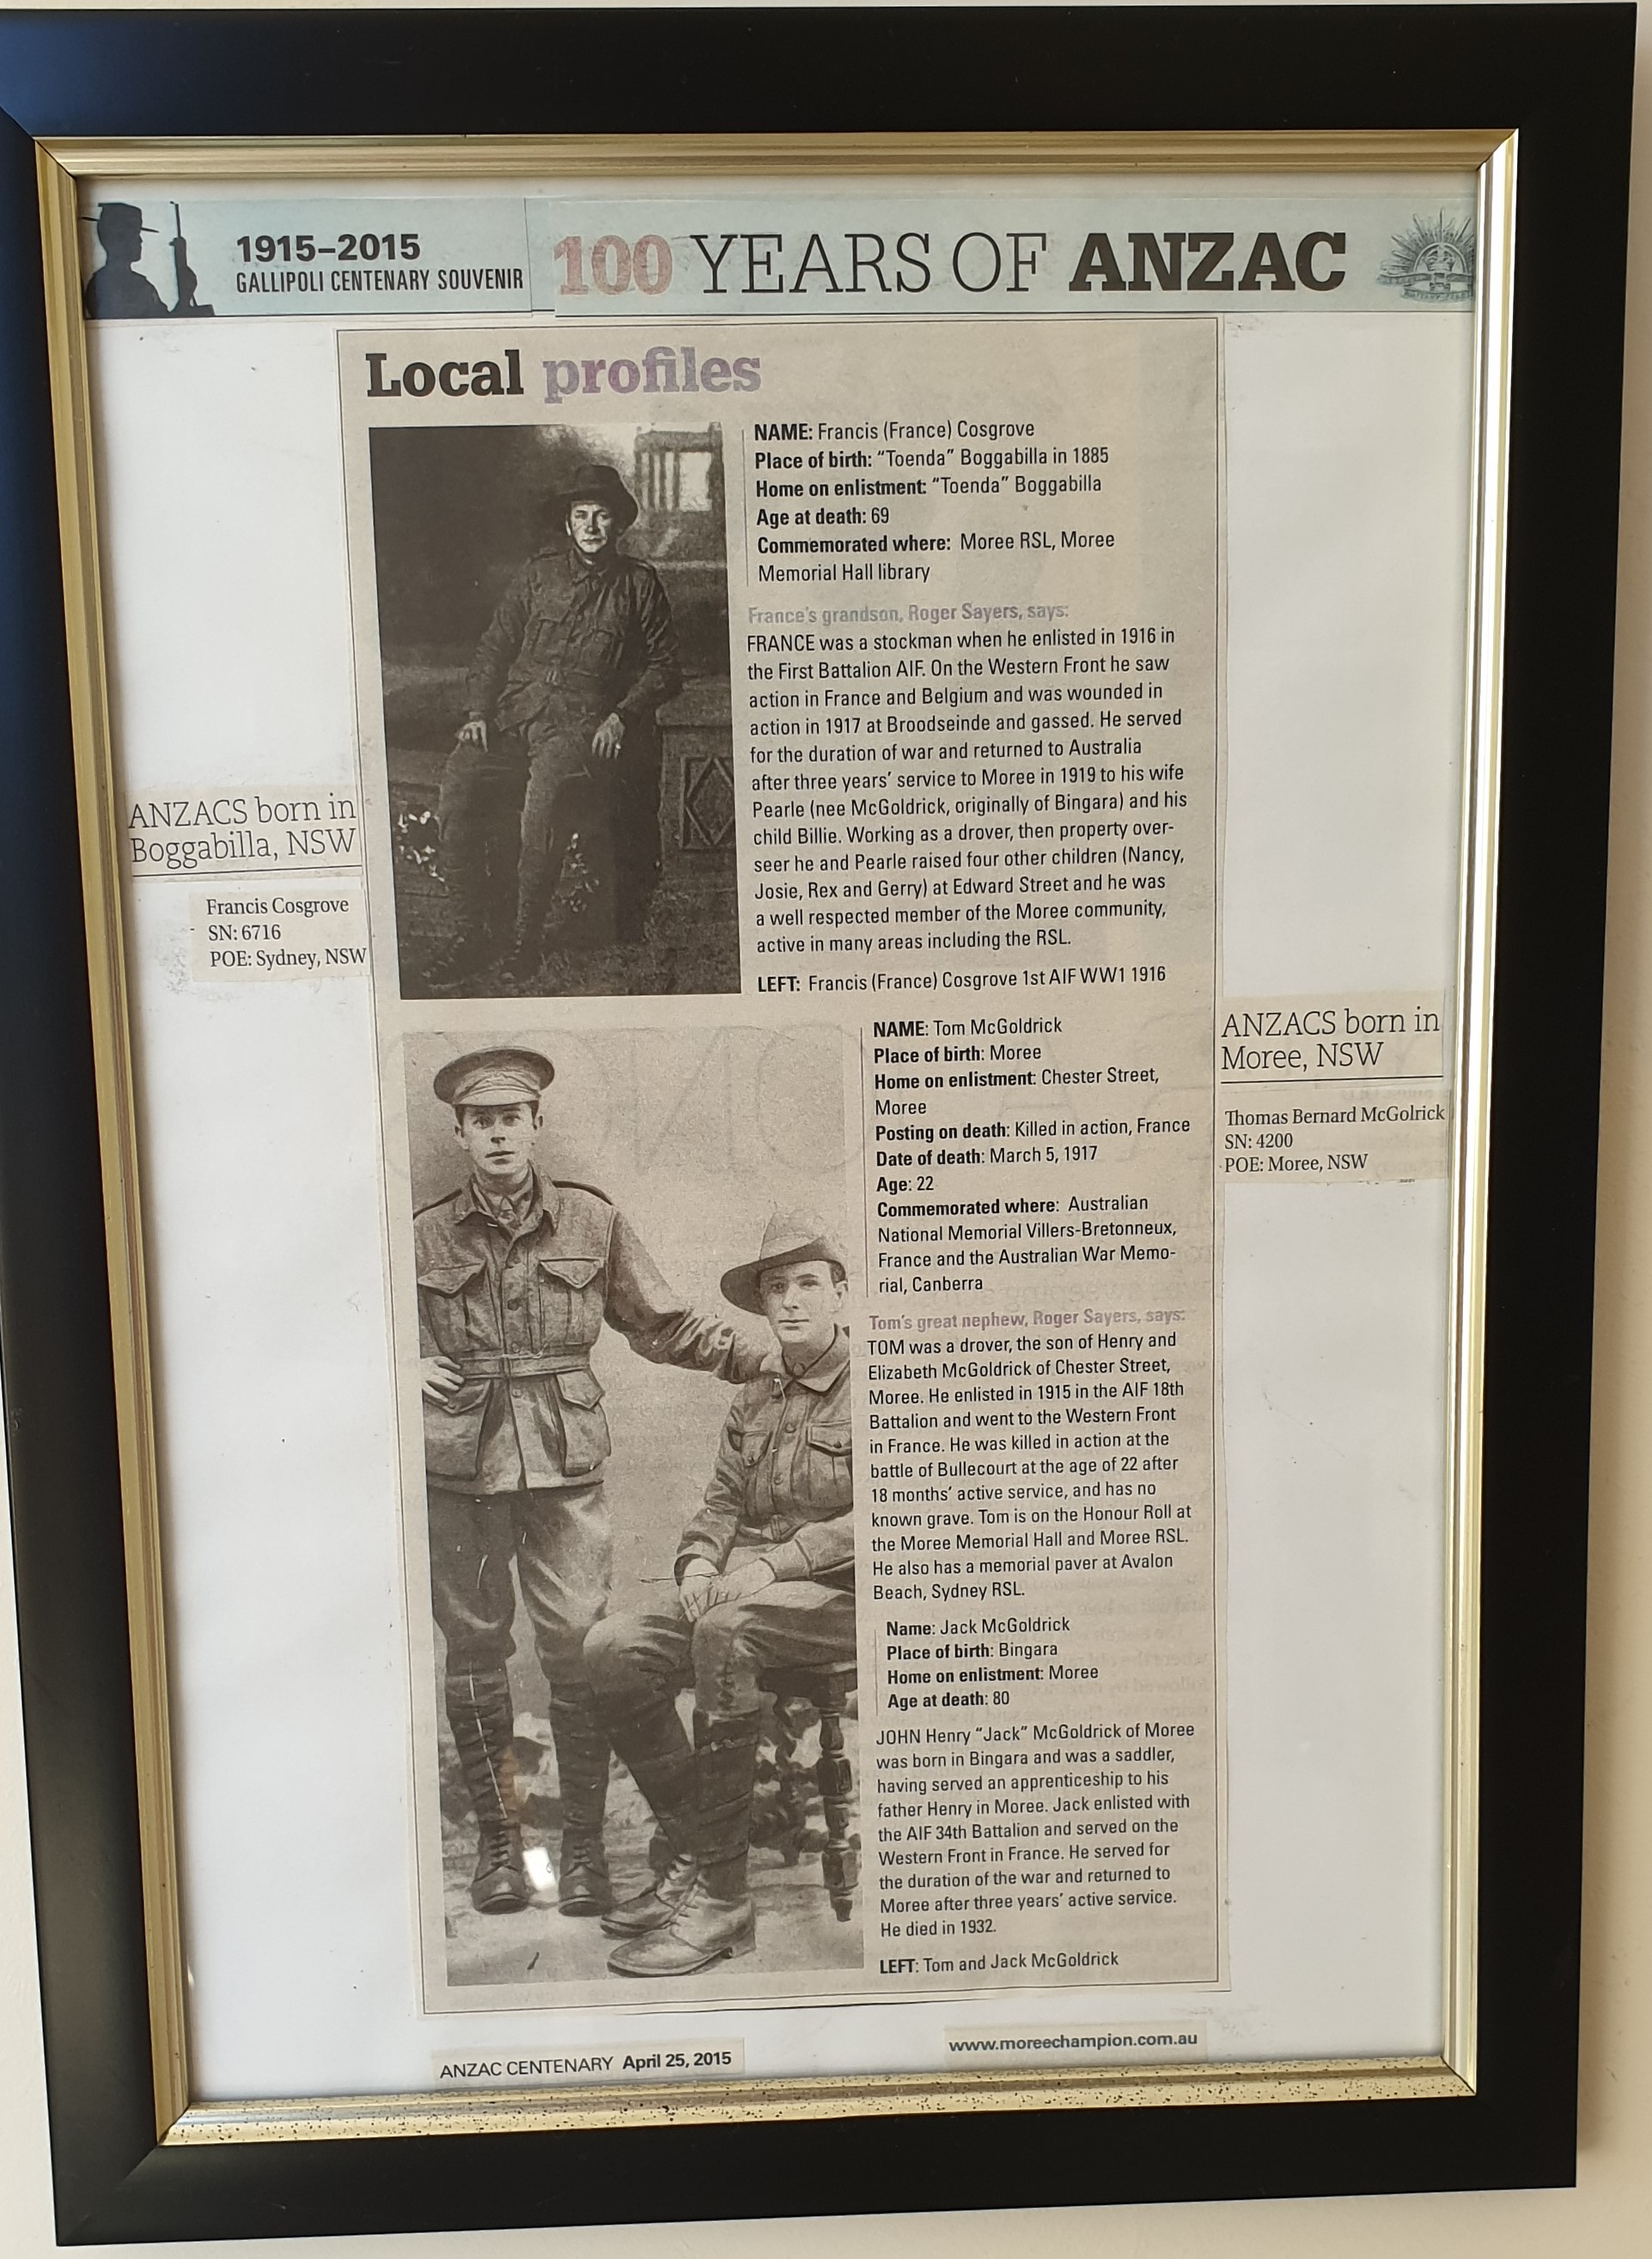 1915–2015
GALLIPOLI CENTENARY SOUVENIR
100 YEARS OF ANZAC
Local profiles
NAME: Francis (France) Cosgrove
Place of birth: “Toenda” Boggabilla in 1885
Home on enlistment: “Toenda” Boggabilla
Age at death: 69
Commemorated where: Moree RSL, Moree
Memorial Hall library
France’s grandson, Roger Sayers, says:
FRANCE was a stockman when he enlisted in 1916 in
the First Battalion AIF. On the Western Front he saw
action in France and Belgium and was wounded in
action in 1917 at Broodseinde and gassed. He served
for the duration of war and returned to Australia
after three years’ service to Moree in 1919 to his wife
Pearle (nee McGoldrick, originally of Bingara) and his
child Billie. Working as a drover, then property over-
seer he and Pearle raised four other children (Nancy,
Josie, Rex and Gerry) at Edward Street and he was
a well respected member of the Moree community,
active in many areas including the RSL.
LEFT: Francis (France) Cosgrove 1st AIF WW1 1916
ANZACS born in
Boggabilla, NSW
Francis Cosgrove
SN: 6716
POE: Sydney, NSW
NAME: Tom McGoldrick
Place of birth: Moree
Home on enlistment: Chester Street,
Moree
Posting on death: Killed in action, France
Date of death: March 5, 1917
Age: 22
Commemorated where: Australian
National Memorial Villers-Bretonneux,
France and the Australian War Memo-
rial, Canberra
Tom’s great nephew, Roger Sayers, says:
TOM was a drover, the son of Henry and
Elizabeth McGoldrick of Chester Street,
Moree. He enlisted in 1915 in the AIF 18th
Battalion and went to the Western Front
in France. He was killed in action at the
battle of Bullecourt at the age of 22 after
18 months’ active service, and has no
known grave. Tom is on the Honour Roll at
the Moree Memorial Hall and Moree RSL.
He also has a memorial paver at Avalon
Beach, Sydney RSL.
ANZACS born in
Moree, NSW
Thomas Bernard McGolrick
SN: 4200
POE: Moree, NSW
Name: Jack McGoldrick
Place of birth: Bingara
Home on enlistment: Moree
Age at death: 80
JOHN Henry “Jack” McGoldrick of Moree
was born in Bingara and was a saddler,
having served an apprenticeship to his
father Henry in Moree. Jack enlisted with
the AIF 34th Battalion and served on the
Western Front in France. He served for
the duration of the war and returned to
Moree after three years’ active service.
He died in 1932.
LEFT: Tom and Jack McGoldrick
ANZAC CENTENARY April 25, 2015
www.moreechampion.com.au